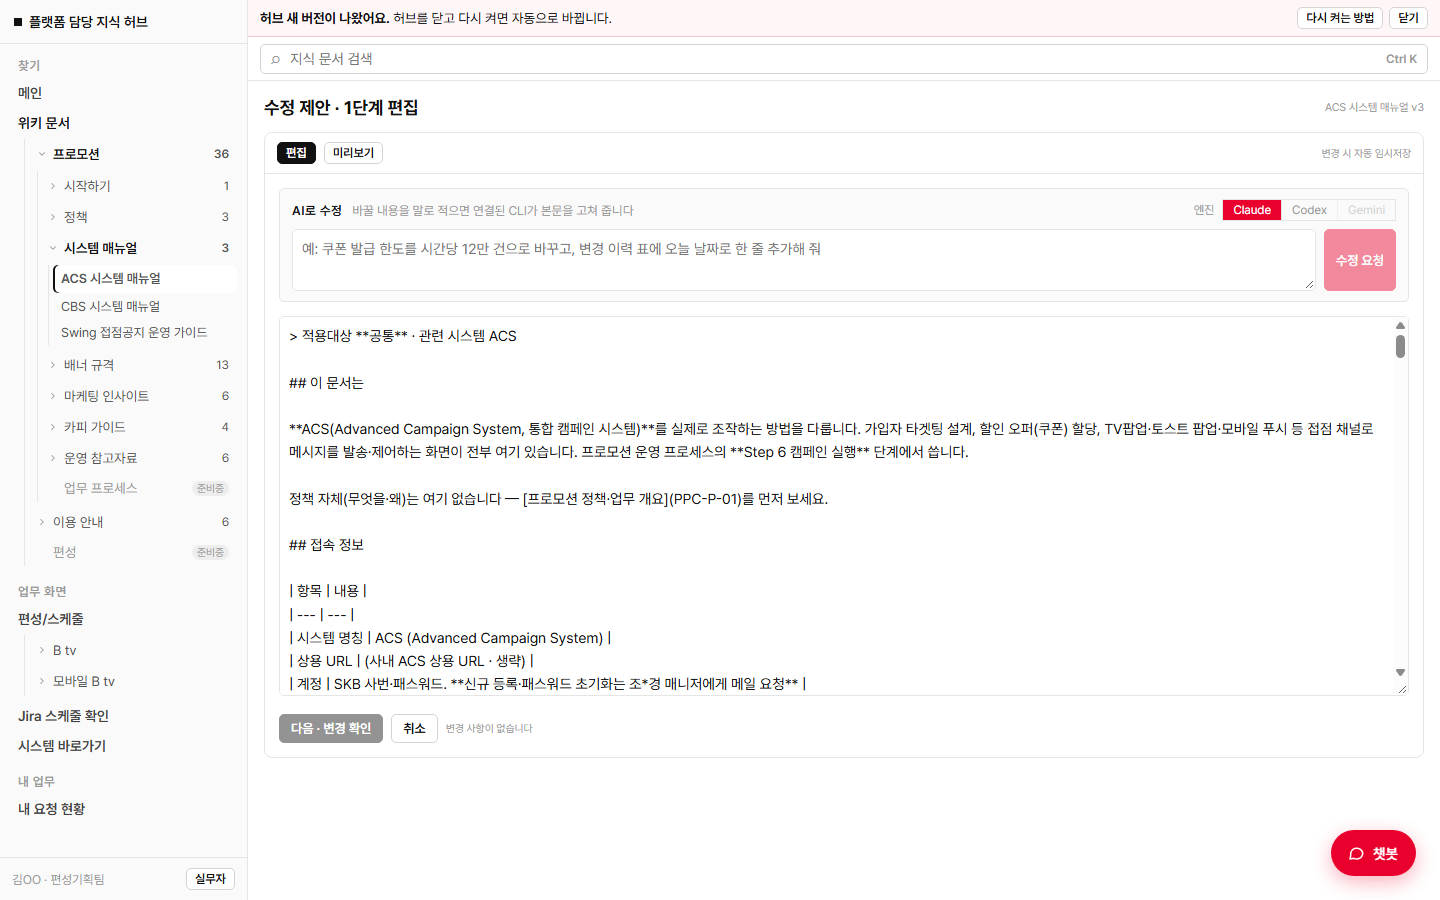 플랫폼 담당 지식 허브
찾기
메인
위키 문서
프로모션 36
시작하기 1
정책 3
시스템 매뉴얼 3
ACS 시스템 매뉴얼
CBS 시스템 매뉴얼
Swing 접점공지 운영 가이드
배너 규격 13
마케팅 인사이트 6
카피 가이드 4
운영 참고자료 6
업무 프로세스 준비중
이용 안내 6
편성 준비중
업무 화면
편성/스케줄
B tv
모바일 B tv
Jira 스케줄 확인
시스템 바로가기
내 업무
내 요청 현황
김OO · 편성기획팀 실무자
허브 새 버전이 나왔어요. 허브를 닫고 다시 켜면 자동으로 바뀝니다. 다시 켜는 방법 닫기
지식 문서 검색 Ctrl K
수정 제안 · 1단계 편집 ACS 시스템 매뉴얼 v3
편집 미리보기 변경 시 자동 임시저장
AI로 수정 바꿀 내용을 말로 적으면 연결된 CLI가 본문을 고쳐 줍니다 엔진 Claude Codex Gemini
예: 쿠폰 발급 한도를 시간당 12만 건으로 바꾸고, 변경 이력 표에 오늘 날짜로 한 줄 추가해 줘 수정 요청
> 적용대상 **공통** · 관련 시스템 ACS
## 이 문서는
**ACS(Advanced Campaign System, 통합 캠페인 시스템)**를 실제로 조작하는 방법을 다룹니다. 가입자 타겟팅 설계, 할인 오퍼(쿠폰) 할당, TV팝업·토스트 팝업·모바일 푸시 등 접점 채널로
메시지를 발송·제어하는 화면이 전부 여기 있습니다. 프로모션 운영 프로세스의 **Step 6 캠페인 실행** 단계에서 씁니다.
정책 자체(무엇을·왜)는 여기 없습니다 — [프로모션 정책·업무 개요](PPC-P-01)를 먼저 보세요.
## 접속 정보
| 항목 | 내용 |
| --- | --- |
| 시스템 명칭 | ACS (Advanced Campaign System) |
| 상용 URL | (사내 ACS 상용 URL · 생략) |
| 계정 | SKB 사번·패스워드. **신규 등록·패스워드 초기화는 조*경 매니저에게 메일 요청** |
다음 · 변경 확인 취소 변경 사항이 없습니다
챗봇